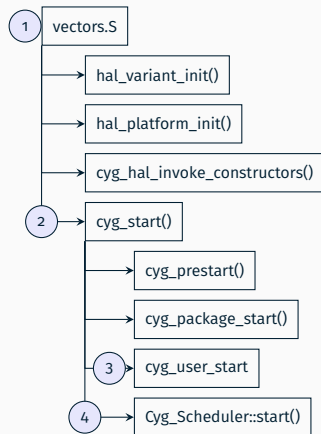 1 vectors.S
hal_variant_init()
hal_platform_init()
cyg_hal_invoke_constructors()
2 cyg_start()
cyg_prestart()
cyg_package_start()
3 cyg_user_start
4 Cyg_Scheduler::start()